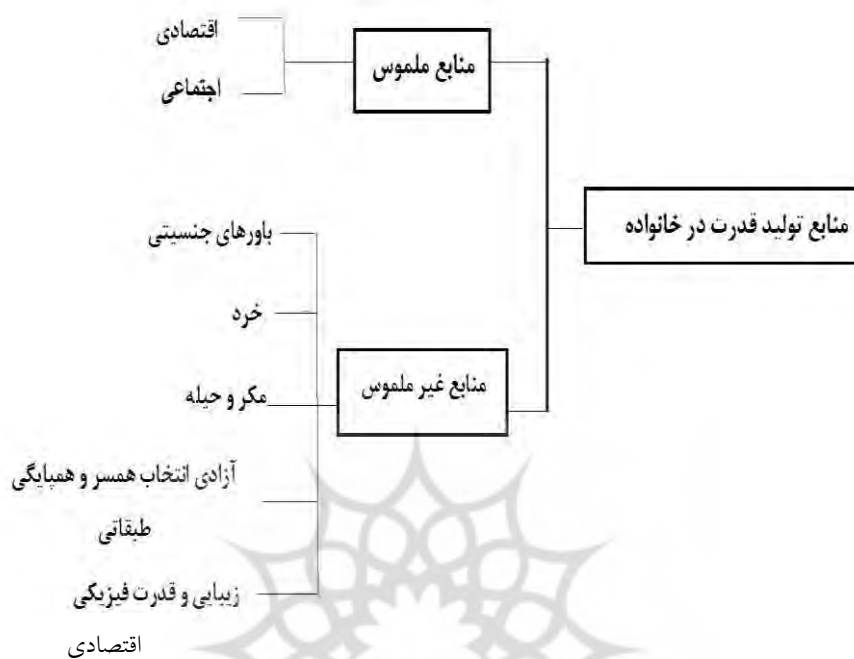 منابع تولید قدرت در خانواده
منابع ملموس
اقتصادی
اجتماعی
منابع غیر ملموس
باورهای جنسیتی
خرد
مکر و حیله
آزادی انتخاب همسر و همپایگی
طبقاتی
زیبایی و قدرت فیزیکی
اقتصادی